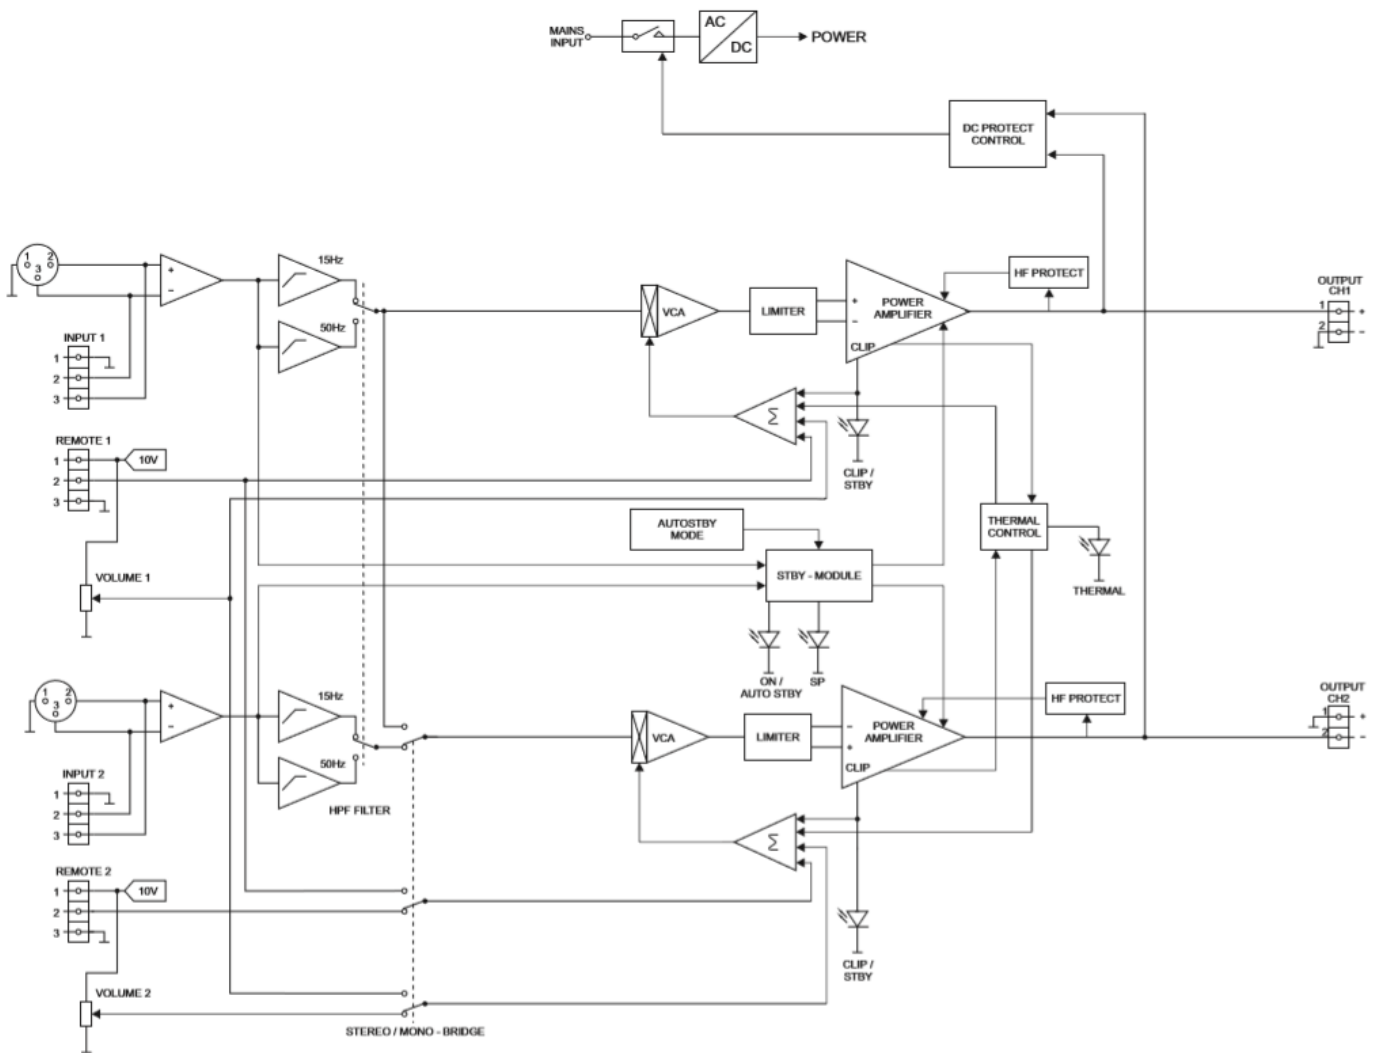 MAINS
INPUT
AC
DC
POWER
DC PROTECT
CONTROL
1 2
3
+
-
15Hz
50Hz
INPUT 1
1
2
3
VCA
LIMITER
+
-
POWER
AMPLIFIER
CLIP
HF PROTECT
OUTPUT
CH1
1 +
2 -
Σ
CLIP /
STBY
REMOTE 1
1 10V
2
3
VOLUME 1
AUTOSTBY
MODE
STBY - MODULE
THERMAL
CONTROL
THERMAL
ON /
AUTO STBY
SP
1 2
3
+
-
15Hz
50Hz
HPF FILTER
INPUT 2
1
2
3
VCA
LIMITER
-
+
POWER
AMPLIFIER
CLIP
HF PROTECT
OUTPUT
CH2
1 +
2 -
Σ
CLIP /
STBY
REMOTE 2
1 10V
2
3
VOLUME 2
STEREO / MONO - BRIDGE